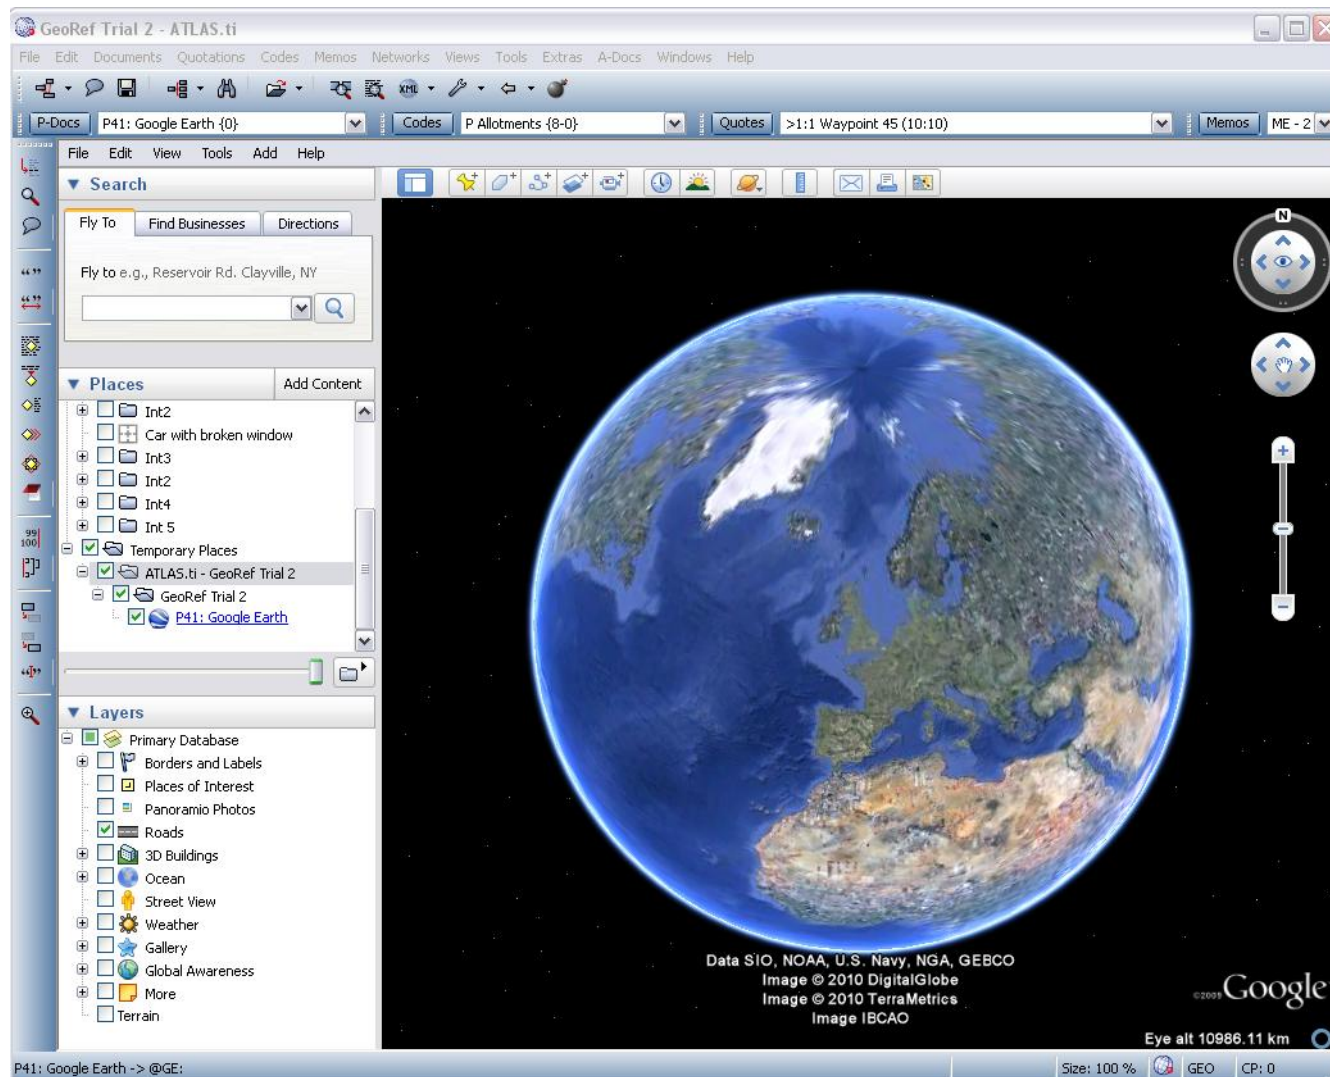 GeoRef Trial 2 - ATLAS.ti
File Edit Documents Quotations Codes Memos Networks Views Tools Extras A-Docs Windows Help
XML
P-Docs P41: Google Earth {0} Codes P Allotments {8-0} Quotes >1:1 Waypoint 45 (10:10) Memos ME - 2
File Edit View Tools Add Help
Search
Fly To Find Businesses Directions
Fly to e.g., Reservoir Rd. Clayville, NY
Places Add Content
Int2
Car with broken window
Int3
Int2
Int4
Int 5
Temporary Places
ATLAS.ti - GeoRef Trial 2
GeoRef Trial 2
P41: Google Earth
Layers
Primary Database
Borders and Labels
Places of Interest
Panoramio Photos
Roads
3D Buildings
Ocean
Street View
Weather
Gallery
Global Awareness
More
Terrain
99
100
N
Data SIO, NOAA, U.S. Navy, NGA, GEBCO
Image © 2010 DigitalGlobe
Image © 2010 TerraMetrics
Image IBCAO
©2009 Google
Eye alt 10986.11 km
P41: Google Earth -> @GE: Size: 100 % GEO CP: 0